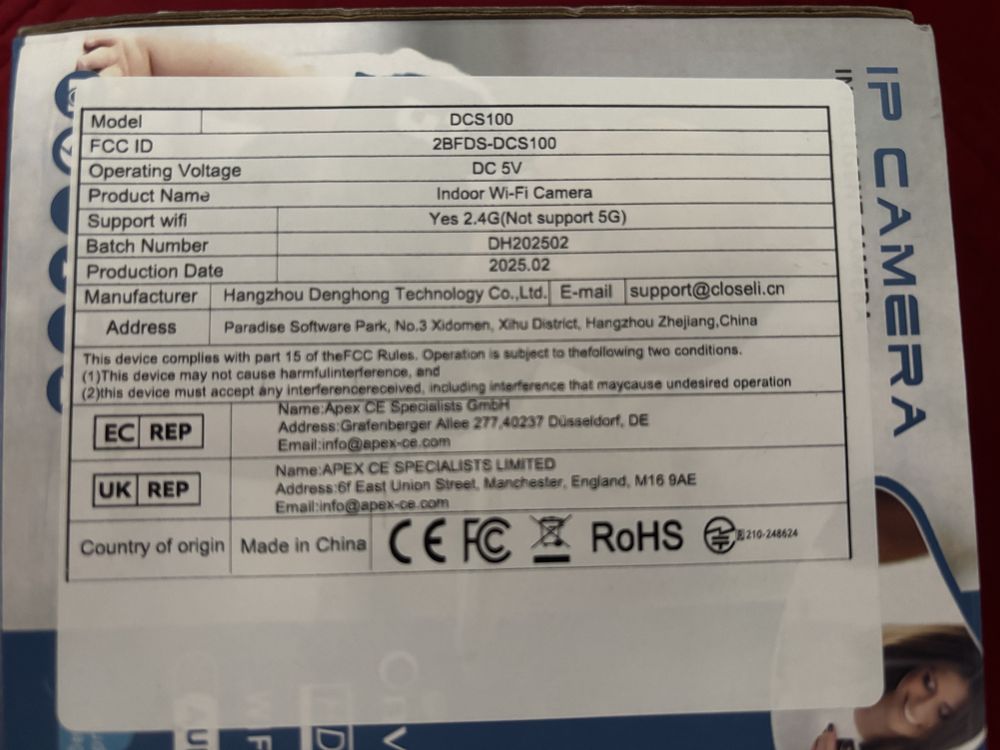 Model DCS100
FCC ID 2BFDS-DCS100
Operating Voltage DC 5V
Product Name Indoor Wi-Fi Camera
Support wifi Yes 2.4G(Not support 5G)
Batch Number DH202502
Production Date 2025.02
Manufacturer Hangzhou Denghong Technology Co.,Ltd. E-mail support@closeli.cn
Address Paradise Software Park, No.3 Xidomen, Xihu District, Hangzhou Zhejiang,China
This device complies with part 15 of theFCC Rules. Operation is subject to thefollowing two conditions.
(1)This device may not cause harmfulinterference, and
(2)this device must accept any interferencereceived, including interference that maycause undesired operation
EC REP
Name:Apex CE Specialists GmbH
Address:Grafenberger Allee 277,40237 Düsseldorf, DE
Email:info@apex-ce.com
UK REP
Name:APEX CE SPECIALISTS LIMITED
Address:6f East Union Street, Manchester, England, M16 9AE
Email:info@apex-ce.com
Country of origin Made in China CE FC RoHS 210-248624
IP CAMERA